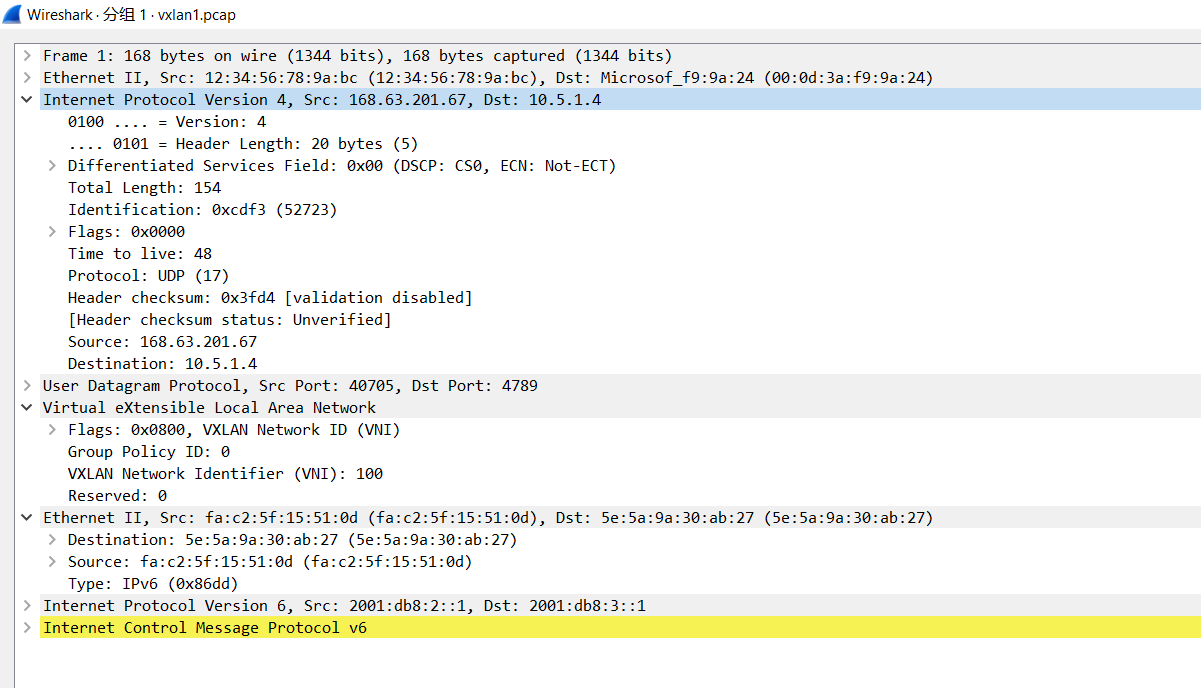 Wireshark · 分组 1 · vxlan1.pcap
Frame 1: 168 bytes on wire (1344 bits), 168 bytes captured (1344 bits)
Ethernet II, Src: 12:34:56:78:9a:bc (12:34:56:78:9a:bc), Dst: Microsof_f9:9a:24 (00:0d:3a:f9:9a:24)
Internet Protocol Version 4, Src: 168.63.201.67, Dst: 10.5.1.4
0100 .... = Version: 4
.... 0101 = Header Length: 20 bytes (5)
Differentiated Services Field: 0x00 (DSCP: CS0, ECN: Not-ECT)
Total Length: 154
Identification: 0xcdf3 (52723)
Flags: 0x0000
Time to live: 48
Protocol: UDP (17)
Header checksum: 0x3fd4 [validation disabled]
[Header checksum status: Unverified]
Source: 168.63.201.67
Destination: 10.5.1.4
User Datagram Protocol, Src Port: 40705, Dst Port: 4789
Virtual eXtensible Local Area Network
Flags: 0x0800, VXLAN Network ID (VNI)
Group Policy ID: 0
VXLAN Network Identifier (VNI): 100
Reserved: 0
Ethernet II, Src: fa:c2:5f:15:51:0d (fa:c2:5f:15:51:0d), Dst: 5e:5a:9a:30:ab:27 (5e:5a:9a:30:ab:27)
Destination: 5e:5a:9a:30:ab:27 (5e:5a:9a:30:ab:27)
Source: fa:c2:5f:15:51:0d (fa:c2:5f:15:51:0d)
Type: IPv6 (0x86dd)
Internet Protocol Version 6, Src: 2001:db8:2::1, Dst: 2001:db8:3::1
Internet Control Message Protocol v6